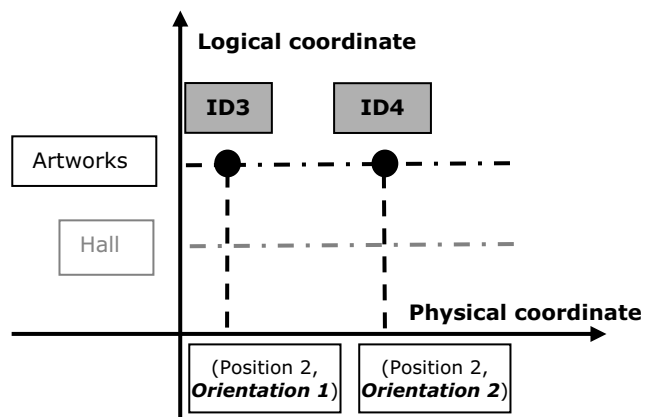 Logical coordinate
ID3
ID4
Artworks
Hall
Physical coordinate
(Position 2,
Orientation 1)
(Position 2,
Orientation 2)